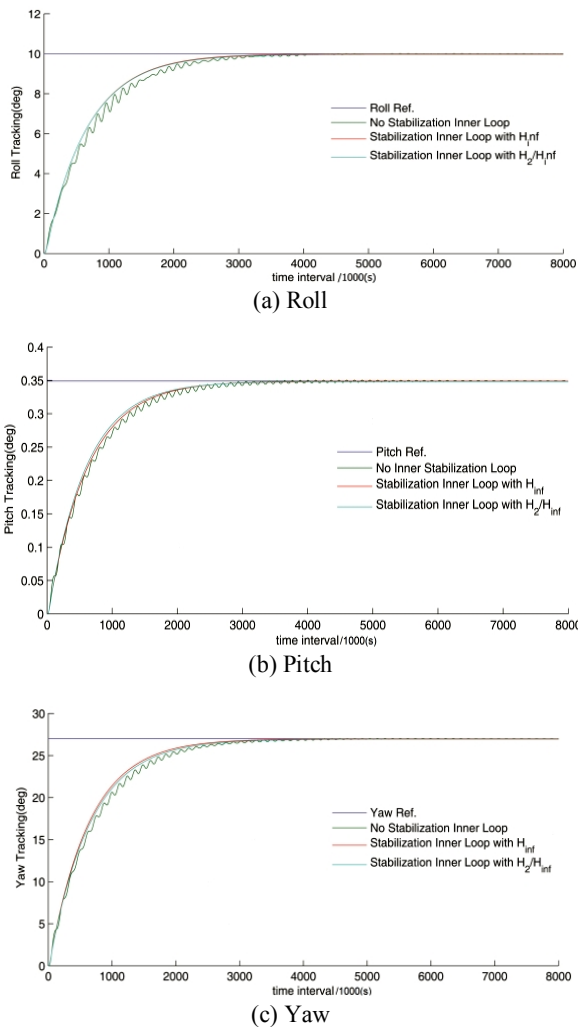 12
10
8
6
4
2
0
Roll Tracking(deg)
Roll Ref.
No Stabilization Inner Loop
Stabilization Inner Loop with H_inf
Stabilization Inner Loop with H_2/H_inf
0 1000 2000 3000 4000 5000 6000 7000 8000
time interval /1000(s)
(a) Roll
0.4
0.35
0.3
0.25
0.2
0.15
0.1
0.05
0
Pitch Tracking(deg)
Pitch Ref.
No Inner Stabilization Loop
Stabilization Inner Loop with H_inf
Stabilization Inner Loop with H_2/H_inf
0 1000 2000 3000 4000 5000 6000 7000 8000
time interval/1000(s)
(b) Pitch
30
25
27
15
10
5
0
Yaw Tracking(deg)
Yaw Ref.
No Stabilization Inner Loop
Stabilization Inner Loop with H_inf
Stabilization Inner Loop with H_2/H_inf
0 1000 2000 3000 4000 5000 6000 7000 8000
time interval/1000(s)
(c) Yaw